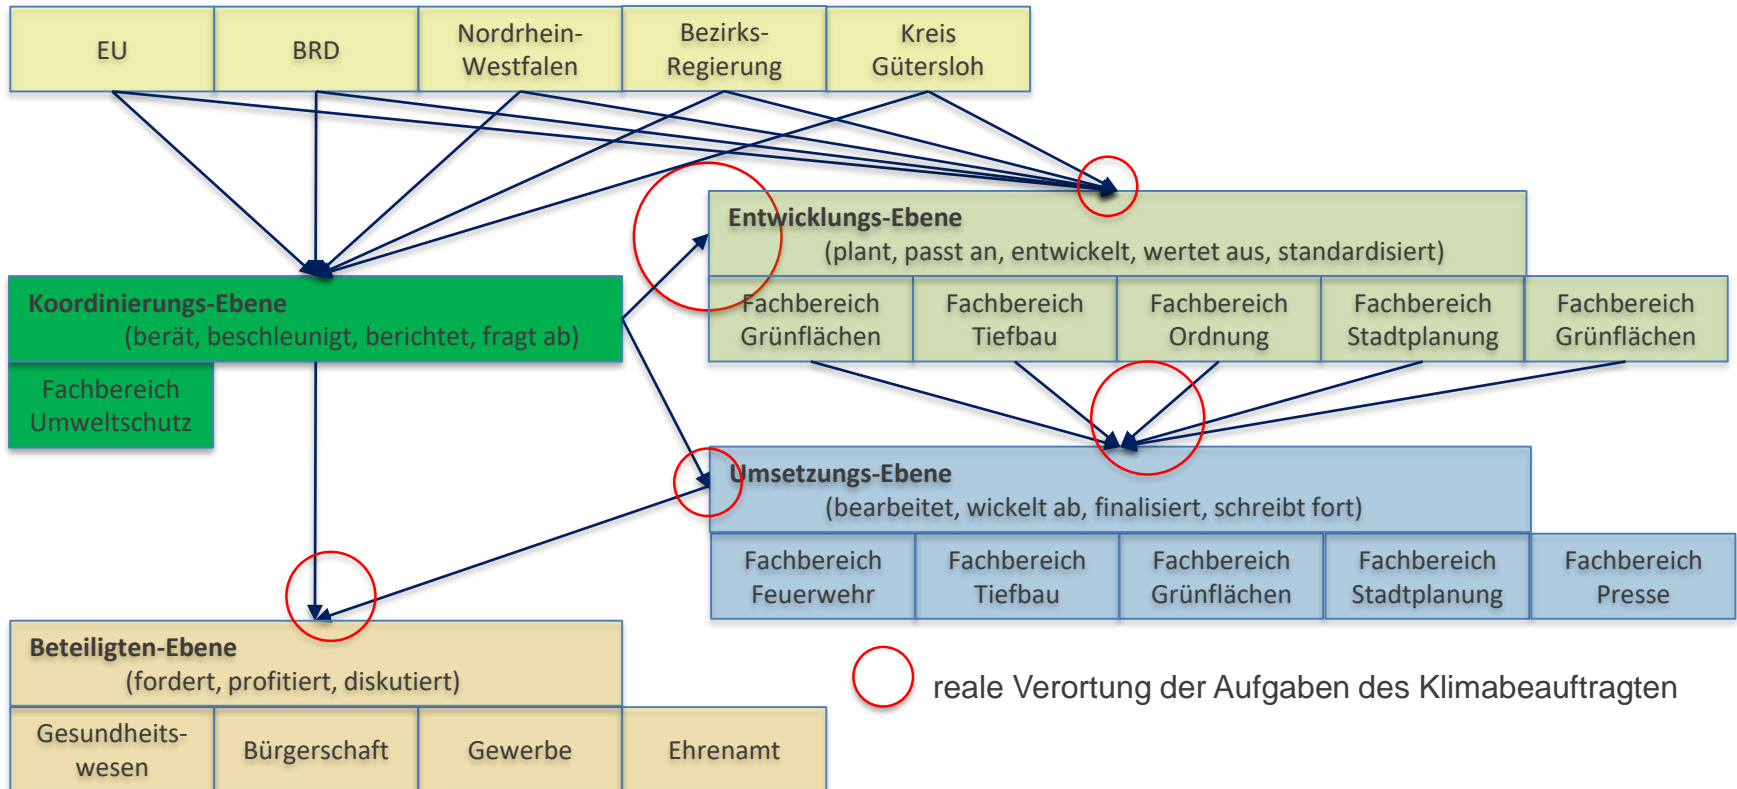 EU
BRD
Nordrhein-
Westfalen
Bezirks-
Regierung
Kreis
Gütersloh
Entwicklungs-Ebene
(plant, passt an, entwickelt, wertet aus, standardisiert)
Fachbereich
Grünflächen
Fachbereich
Tiefbau
Fachbereich
Ordnung
Fachbereich
Stadtplanung
Fachbereich
Grünflächen
Koordinierungs-Ebene
(berät, beschleunigt, berichtet, fragt ab)
Fachbereich
Umweltschutz
Umsetzungs-Ebene
(bearbeitet, wickelt ab, finalisiert, schreibt fort)
Fachbereich
Feuerwehr
Fachbereich
Tiefbau
Fachbereich
Grünflächen
Fachbereich
Stadtplanung
Fachbereich
Presse
Beteiligten-Ebene
(fordert, profitiert, diskutiert)
Gesundheits-
wesen
Bürgerschaft
Gewerbe
Ehrenamt
reale Verortung der Aufgaben des Klimabeauftragten